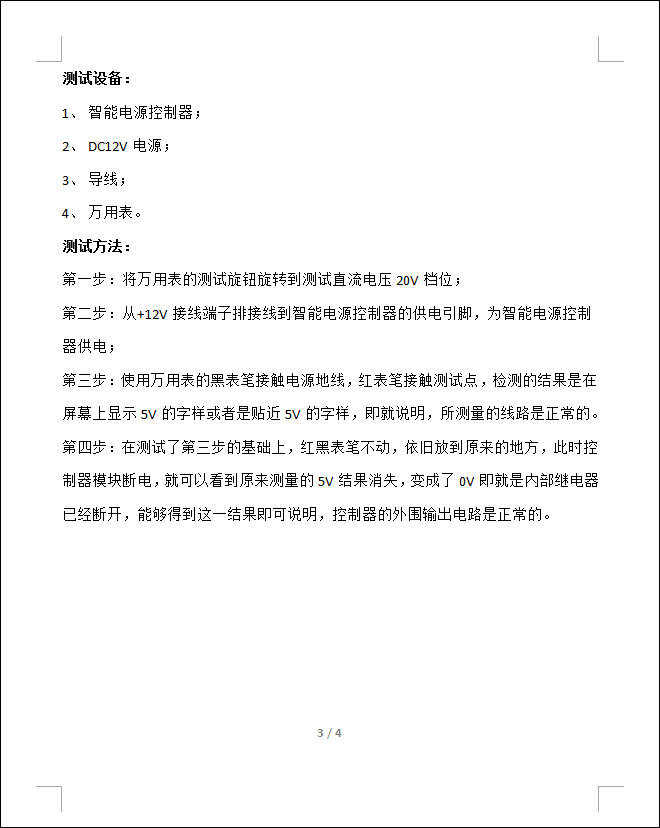 测试设备：
1、 智能电源控制器；
2、 DC12V 电源；
3、 导线；
4、 万用表。
测试方法：
第一步：将万用表的测试旋钮旋转到测试直流电压 20V 档位；
第二步：从+12V 接线端子排接线到智能电源控制器的供电引脚，为智能电源控制
器供电；
第三步：使用万用表的黑表笔接触电源地线，红表笔接触测试点，检测的结果是在
屏幕上显示 5V 的字样或者是贴近 5V 的字样，即就说明，所测量的线路是正常的。
第四步：在测试了第三步的基础上，红黑表笔不动，依旧放到原来的地方，此时控
制器模块断电，就可以看到原来测量的 5V 结果消失，变成了 0V 即就是内部继电器
已经断开，能够得到这一结果即可说明，控制器的外围输出电路是正常的。
3 / 4